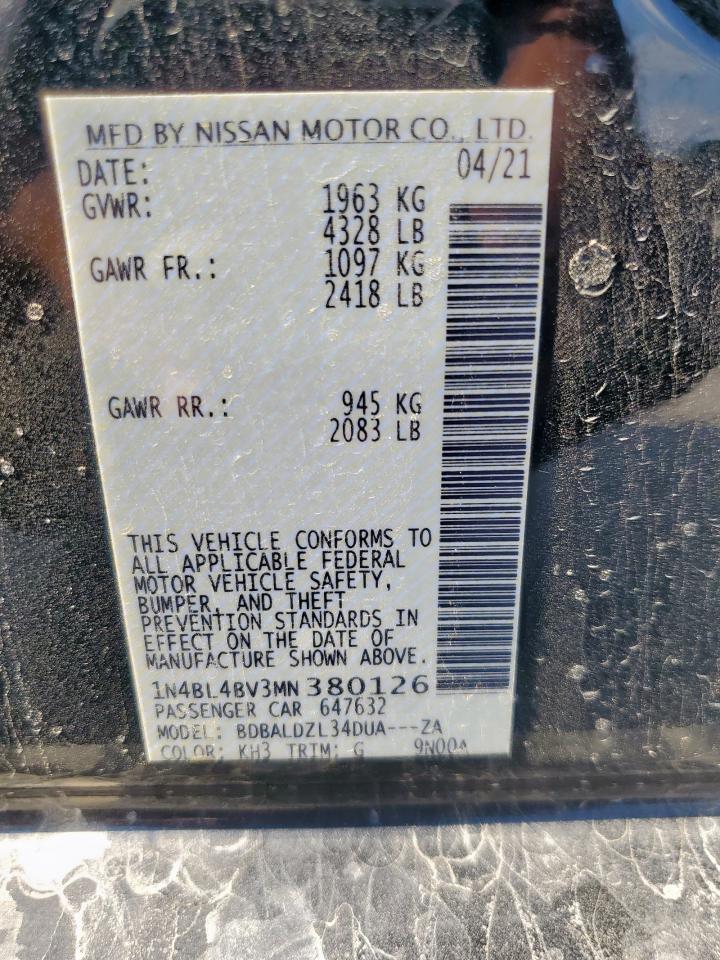 MFD BY NISSAN MOTOR CO., LTD.
DATE: 04/21
GVWR: 1963 KG
4328 LB
GAWR FR.: 1097 KG
2418 LB
GAWR RR.: 945 KG
2083 LB
THIS VEHICLE CONFORMS TO
ALL APPLICABLE FEDERAL
MOTOR VEHICLE SAFETY,
BUMPER, AND THEFT
PREVENTION STANDARDS IN
EFFECT ON THE DATE OF
MANUFACTURE SHOWN ABOVE.
1N4BL4BV3MN380126
PASSENGER CAR 647632
MODEL: BDBALDZL34DUA---ZA
COLOR: KH3 TRIM: G 9N00A